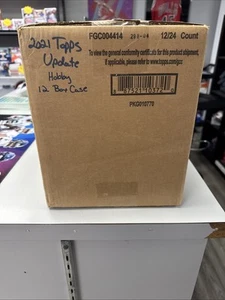 2021 Topps
Update
Hobby
12 Box Case
FGC004414
12/24 Count
To view the general conformity certificate for this product shipment,
if applicable, please refer to www.topps.com/gcc
PKG010770